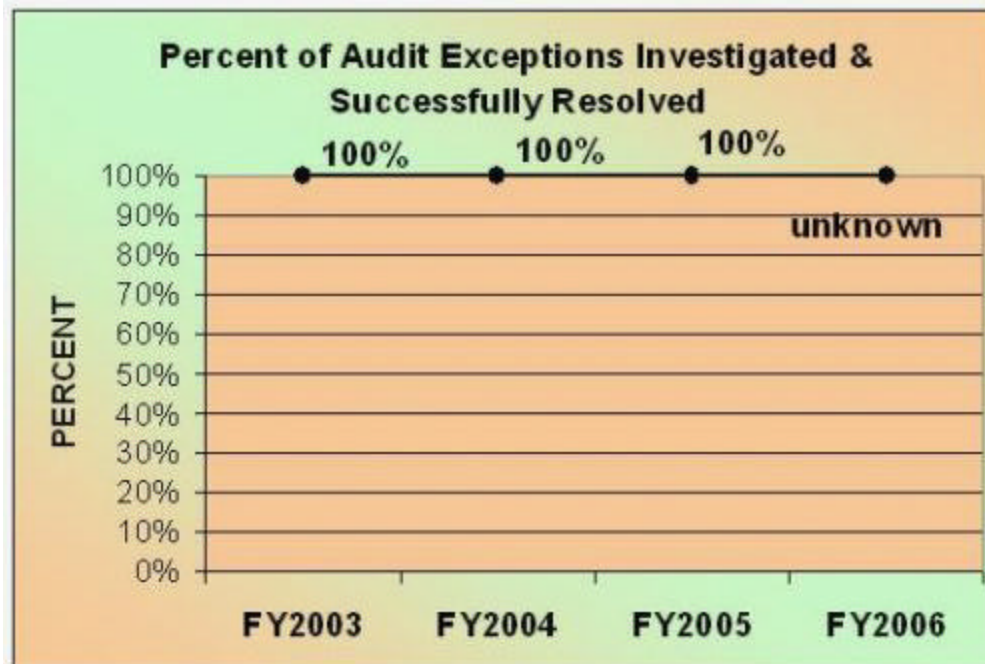 Percent of Audit Exceptions Investigated &
Successfully Resolved
100% 100% 100%
unknown
PERCENT
100%
90%
80%
70%
60%
50%
40%
30%
20%
10%
0%
FY2003 FY2004 FY2005 FY2006